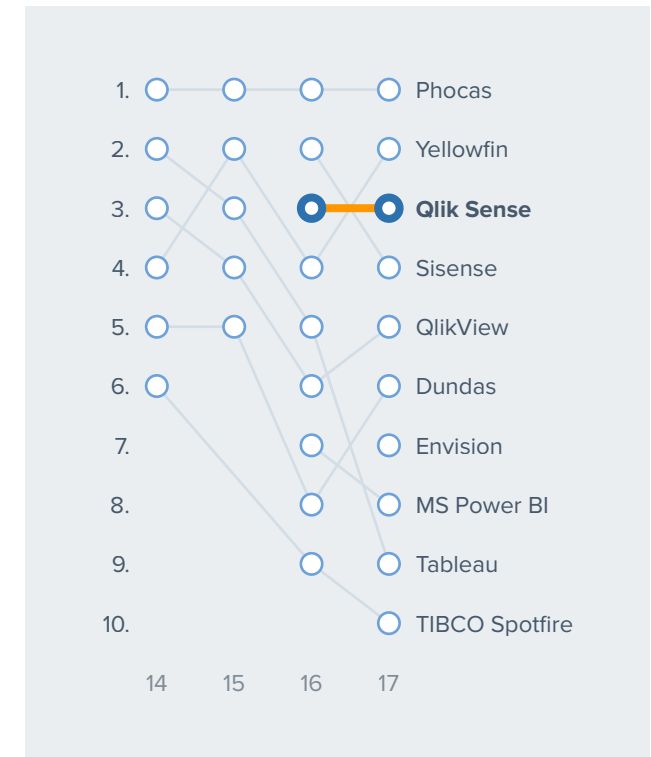 1. Phocas
2. Yellowfin
3. Qlik Sense
4. Sisense
5. QlikView
6. Dundas
7. Envision
8. MS Power BI
9. Tableau
10. TIBCO Spotfire
14 15 16 17